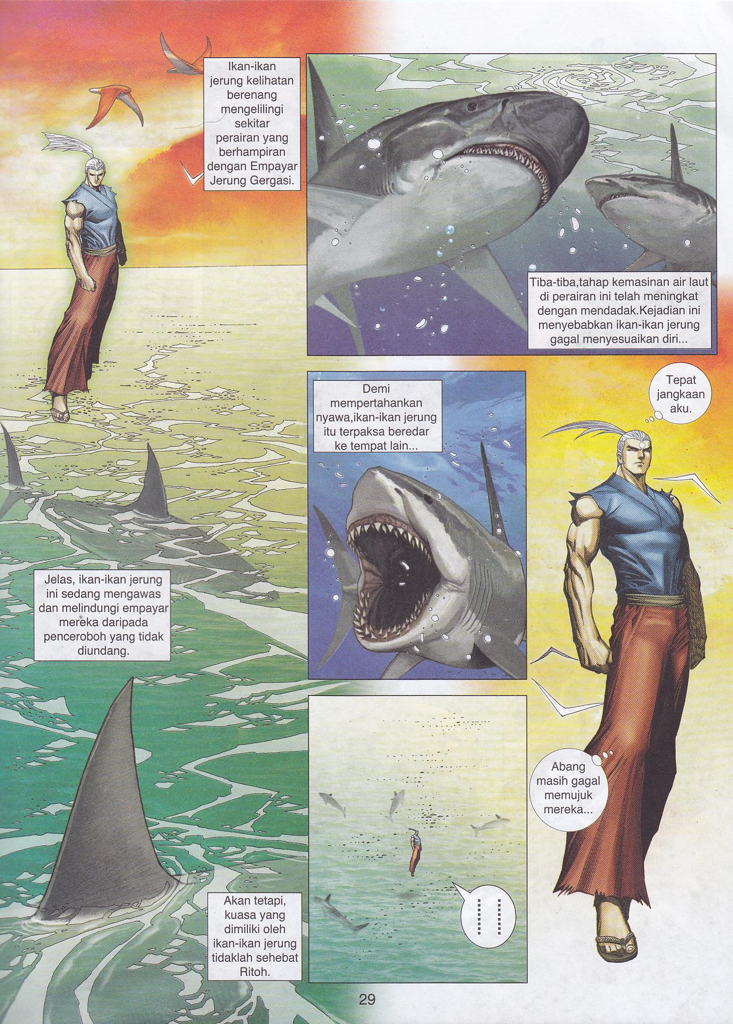 Ikan-ikan
jerung kelihatan
berenang
mengelilingi
sekitar
perairan yang
berhampiran
dengan Empayar
Jerung Gergasi.
Tiba-tiba,tahap kemasinan air laut
di perairan ini telah meningkat
dengan mendadak.Kejadian ini
menyebabkan ikan-ikan jerung
gagal menyesuaikan diri...
Demi
mempertahankan
nyawa,ikan-ikan jerung
itu terpaksa beredar
ke tempat lain...
Tepat
jangkaan
aku.
Jelas, ikan-ikan jerung
ini sedang mengawas
dan melindungi empayar
mereka daripada
penceroboh yang tidak
diundang.
Abang
masih gagal
memujuk
mereka...
Akan tetapi,
kuasa yang
dimiliki oleh
ikan-ikan jerung
tidaklah sehebat
Ritoh.
29